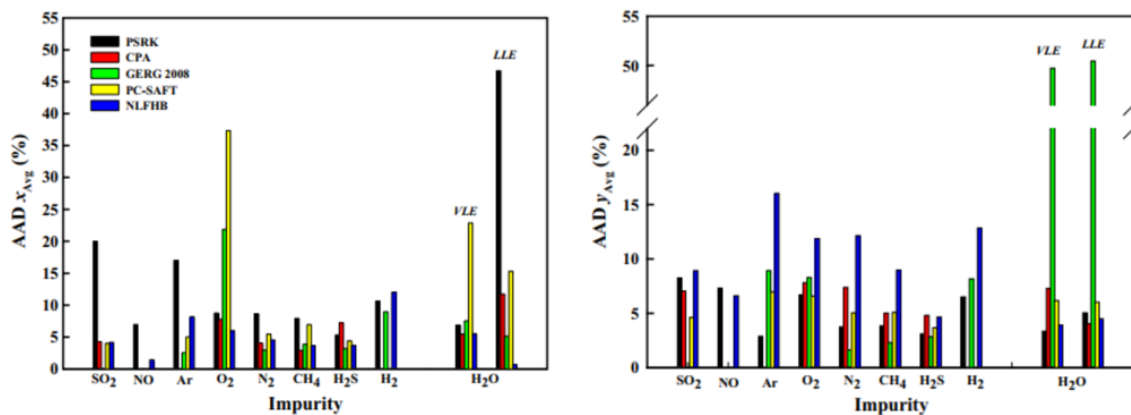 55
50
45
40
35
30
25
20
15
10
5
0
AAD xAvg (%)
PSRK
CPA
GERG 2008
PC-SAFT
NLFHB
VLE
LLE
SO2 NO Ar O2 N2 CH4 H2S H2 H2O
Impurity
55
50
20
15
10
5
0
AAD yAvg (%)
VLE
LLE
SO2 NO Ar O2 N2 CH4 H2S H2 H2O
Impurity